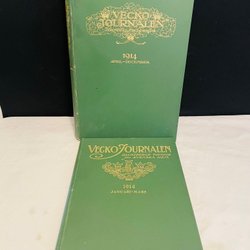 VECKO
JOURNALEN
1914
APRIL-DECEMBER
VECKO JOURNALEN
1914
JANUARI-MARS